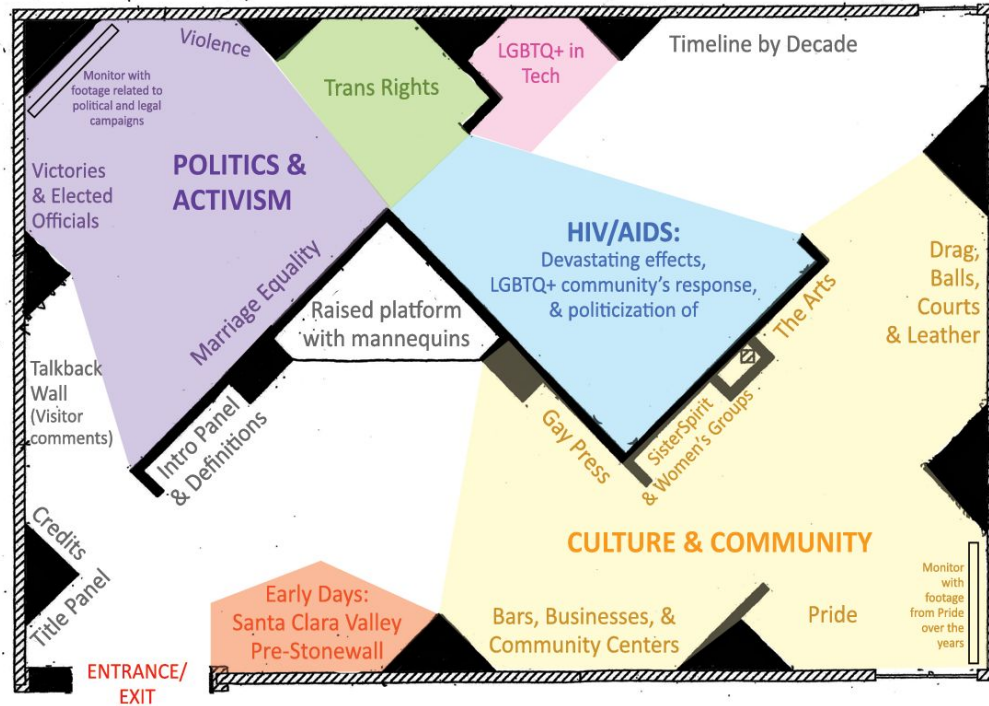 Violence
Monitor with
footage related to
political and legal
campaigns
Trans Rights
LGBTQ+ in
Tech
Timeline by Decade
Victories
& Elected
Officials
POLITICS &
ACTIVISM
Marriage Equality
HIV/AIDS:
Devastating effects,
LGBTQ+ community's response,
& politicization of
Drag,
Balls,
Courts
& Leather
Raised platform
with mannequins
The Arts
Talkback
Wall
(Visitor
comments)
Intro Panel
& Definitions
Gay Press
SisterSpirit
& Women's Groups
Credits
Title Panel
CULTURE & COMMUNITY
Early Days:
Santa Clara Valley
Pre-Stonewall
Bars, Businesses, &
Community Centers
Pride
Monitor
with
footage
from Pride
over the
years
ENTRANCE/
EXIT